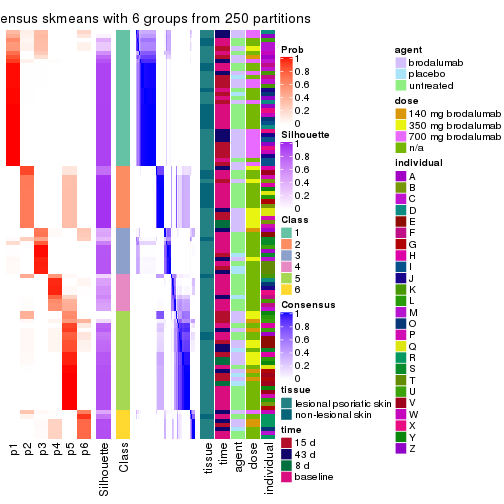 ensus skmeans with 6 groups from 250 partitions
p1
p2
p3
p4
p5
p6
Silhouette
Class
tissue
time
agent
dose
individual
Prob
1
0.8
0.6
0.4
0.2
0
Silhouette
1
0.8
0.6
0.4
0.2
0
Class
1
2
3
4
5
6
Consensus
1
0.8
0.6
0.4
0.2
0
tissue
lesional psoriatic skin
non-lesional skin
time
15 d
43 d
8 d
baseline
agent
brodalumab
placebo
untreated
dose
140 mg brodalumab
350 mg brodalumab
700 mg brodalumab
n/a
individual
A
B
C
D
E
F
G
H
I
J
K
L
M
O
P
Q
R
S
T
U
V
W
X
Y
Z